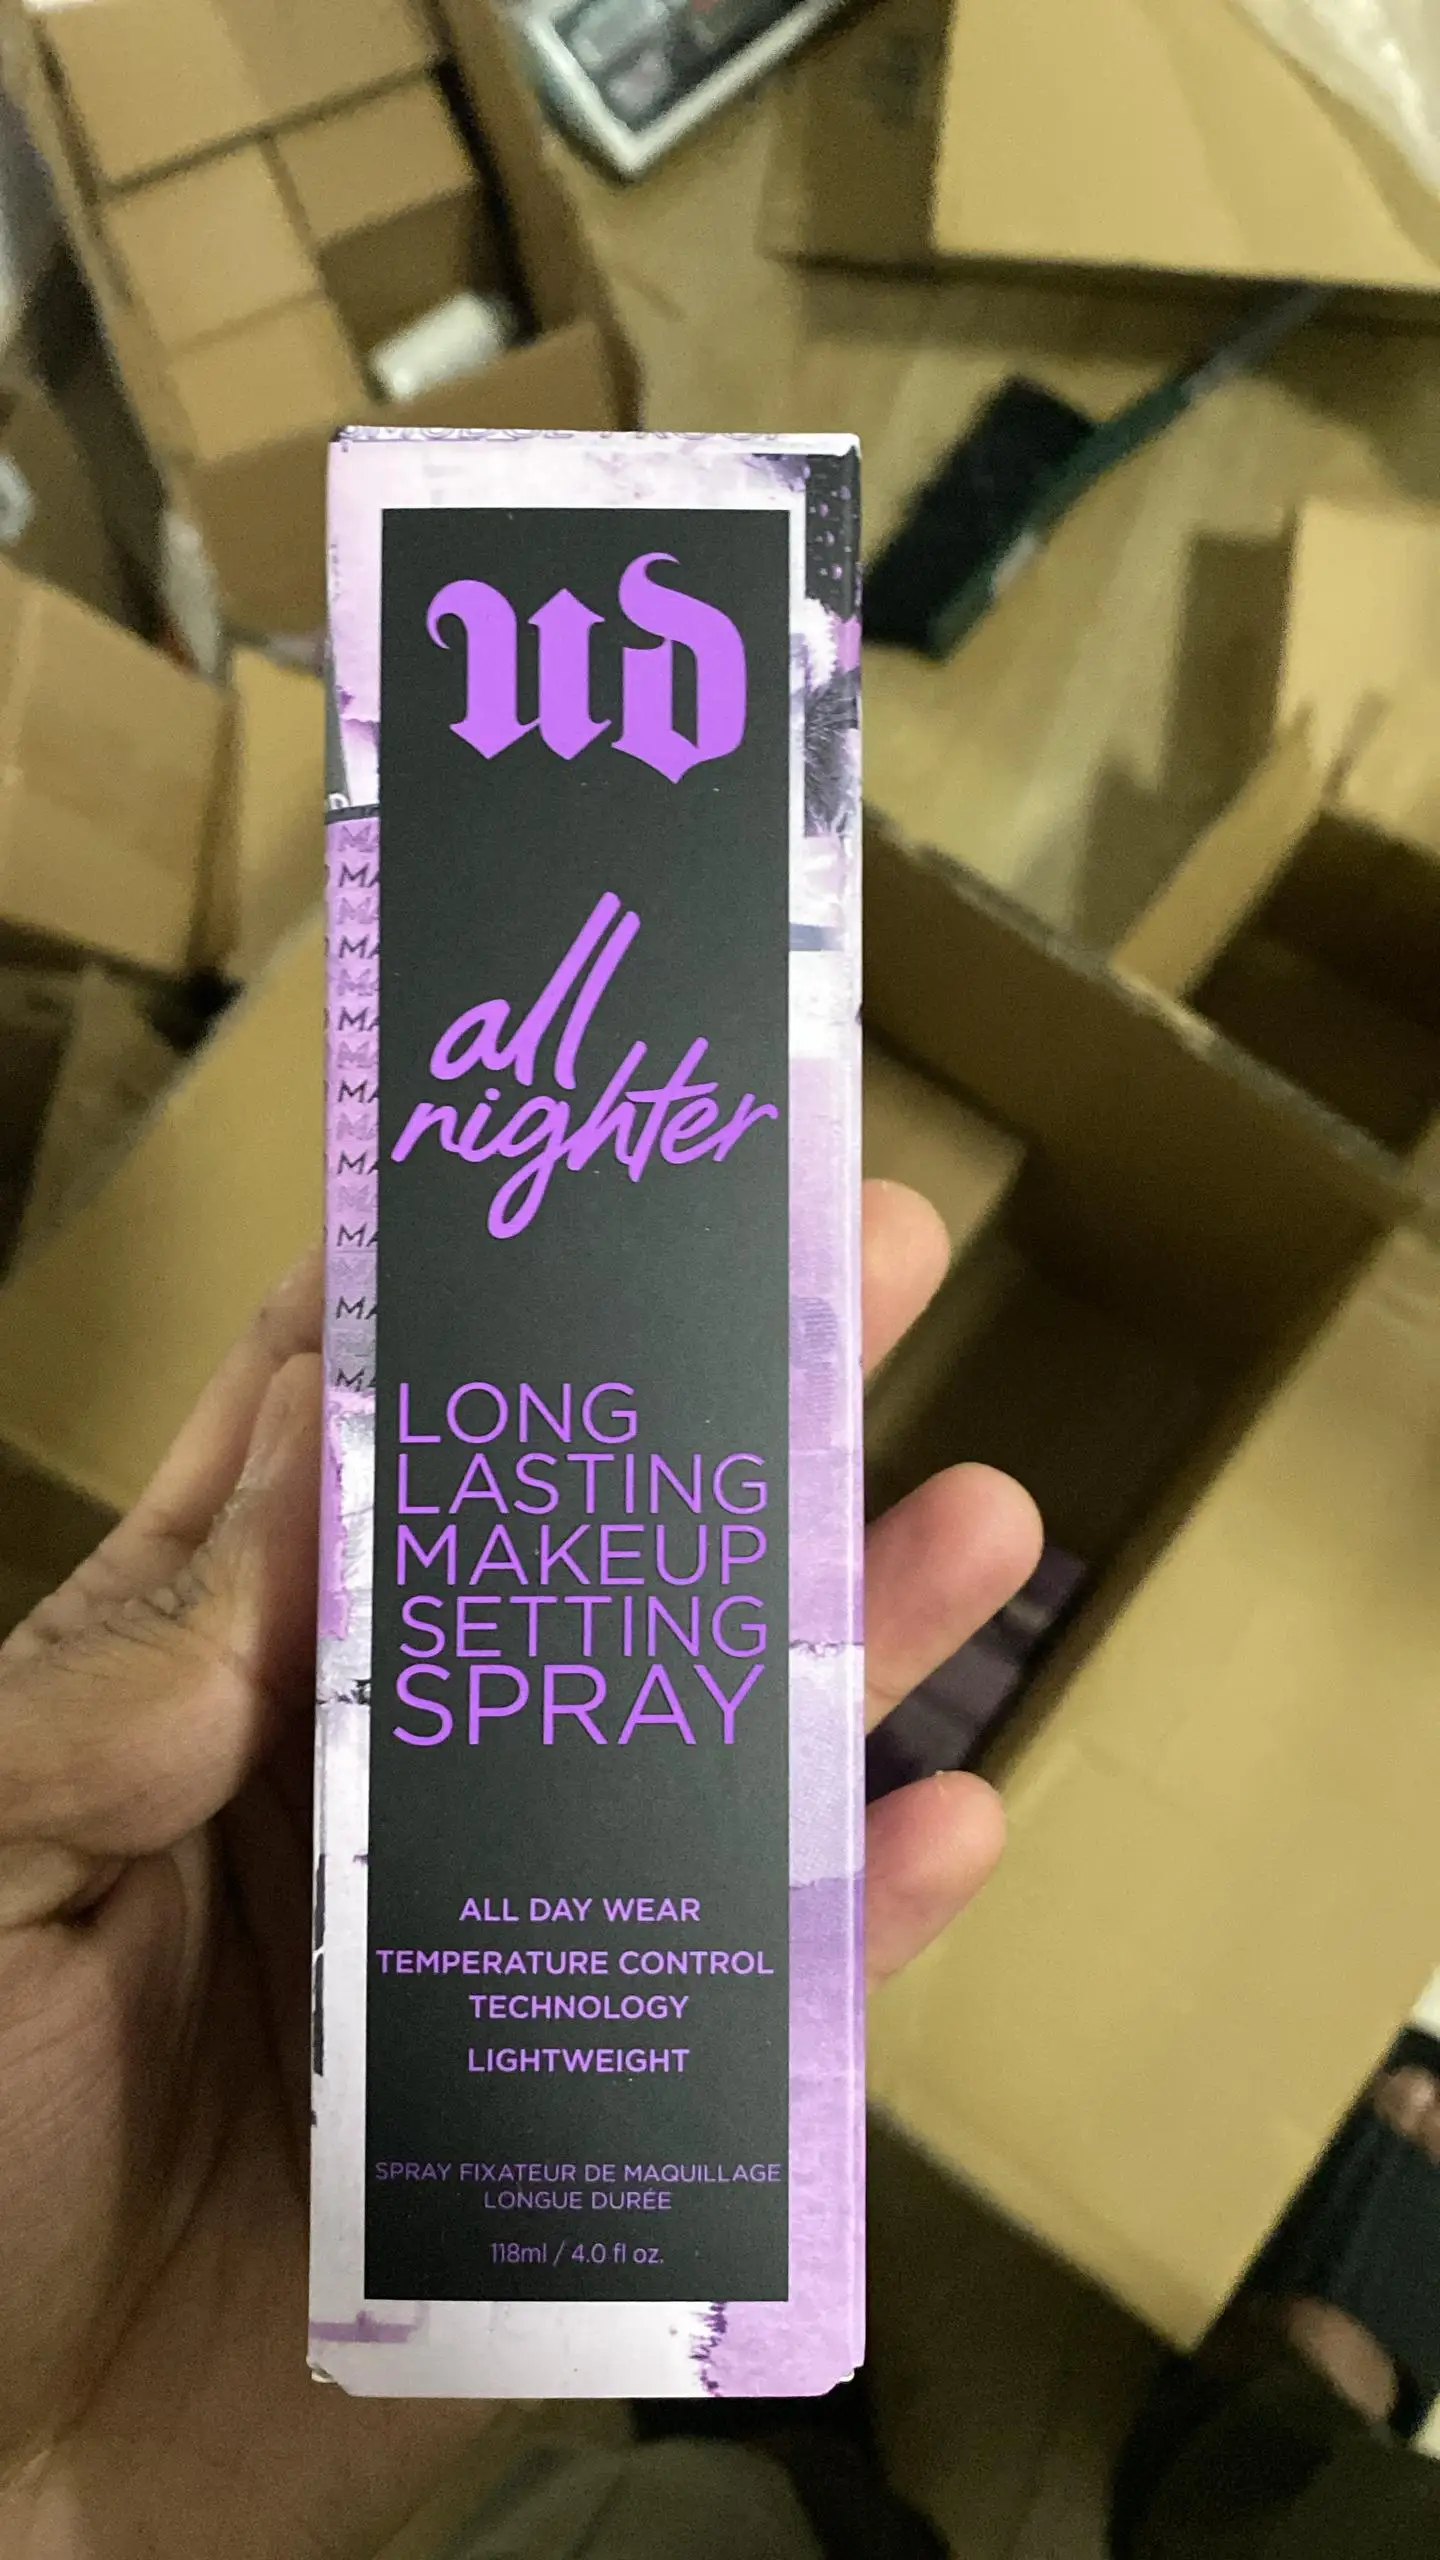 ud
all
nighter
LONG
LASTING
MAKEUP
SETTING
SPRAY
ALL DAY WEAR
TEMPERATURE CONTROL
TECHNOLOGY
LIGHTWEIGHT
SPRAY FIXATEUR DE MAQUILLAGE
LONGUE DURÉE
118ml / 4.0 fl oz.